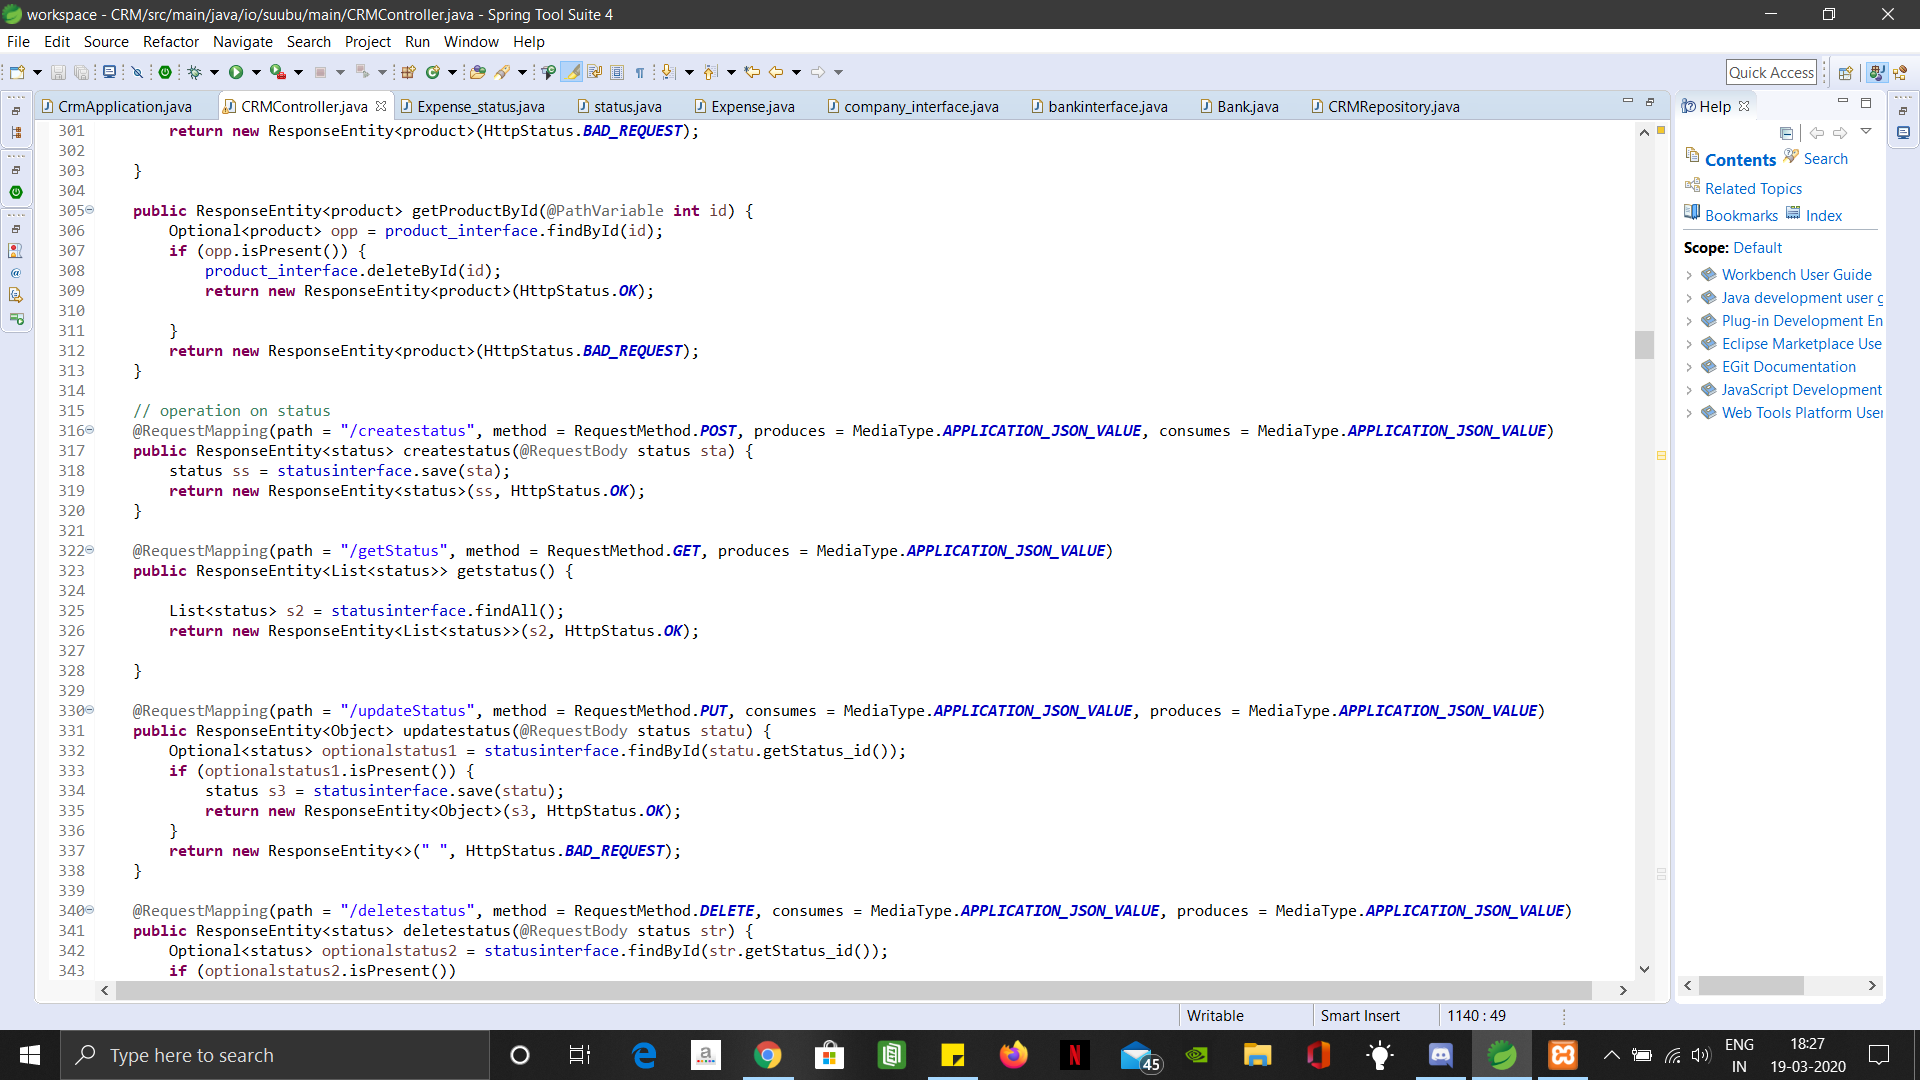 workspace - CRM/src/main/java/io/suubu/main/CRMController.java - Spring Tool Suite 4
File Edit Source Refactor Navigate Search Project Run Window Help
Quick Access
CrmApplication.java CRMController.java Expense_status.java status.java Expense.java company_interface.java bankinterface.java Bank.java CRMRepository.java
301 return new ResponseEntity<product>(HttpStatus.BAD_REQUEST);
302
303 }
304
305 public ResponseEntity<product> getProductById(@PathVariable int id) {
306 Optional<product> opp = product_interface.findById(id);
307 if (opp.isPresent()) {
308 product_interface.deleteById(id);
309 return new ResponseEntity<product>(HttpStatus.OK);
310
311 }
312 return new ResponseEntity<product>(HttpStatus.BAD_REQUEST);
313 }
314
315 // operation on status
316 @RequestMapping(path = "/createstatus", method = RequestMethod.POST, produces = MediaType.APPLICATION_JSON_VALUE, consumes = MediaType.APPLICATION_JSON_VALUE)
317 public ResponseEntity<status> createstatus(@RequestBody status sta) {
318 status ss = statusinterface.save(sta);
319 return new ResponseEntity<status>(ss, HttpStatus.OK);
320 }
321
322 @RequestMapping(path = "/getStatus", method = RequestMethod.GET, produces = MediaType.APPLICATION_JSON_VALUE)
323 public ResponseEntity<List<status>> getstatus() {
324
325 List<status> s2 = statusinterface.findAll();
326 return new ResponseEntity<List<status>>(s2, HttpStatus.OK);
327
328 }
329
330 @RequestMapping(path = "/updateStatus", method = RequestMethod.PUT, consumes = MediaType.APPLICATION_JSON_VALUE, produces = MediaType.APPLICATION_JSON_VALUE)
331 public ResponseEntity<Object> updatestatus(@RequestBody status statu) {
332 Optional<status> optionalstatus1 = statusinterface.findById(statu.getStatus_id());
333 if (optionalstatus1.isPresent()) {
334 status s3 = statusinterface.save(statu);
335 return new ResponseEntity<Object>(s3, HttpStatus.OK);
336 }
337 return new ResponseEntity<>(" ", HttpStatus.BAD_REQUEST);
338 }
339
340 @RequestMapping(path = "/deletestatus", method = RequestMethod.DELETE, consumes = MediaType.APPLICATION_JSON_VALUE, produces = MediaType.APPLICATION_JSON_VALUE)
341 public ResponseEntity<status> deletestatus(@RequestBody status str) {
342 Optional<status> optionalstatus2 = statusinterface.findById(str.getStatus_id());
343 if (optionalstatus2.isPresent())
Help
Contents Search
Related Topics
Bookmarks Index
Scope: Default
Workbench User Guide
Java development user g
Plug-in Development En
Eclipse Marketplace Use
EGit Documentation
JavaScript Development
Web Tools Platform User
Writable Smart Insert 1140 : 49
Type here to search
45
ENG
IN
18:27
19-03-2020